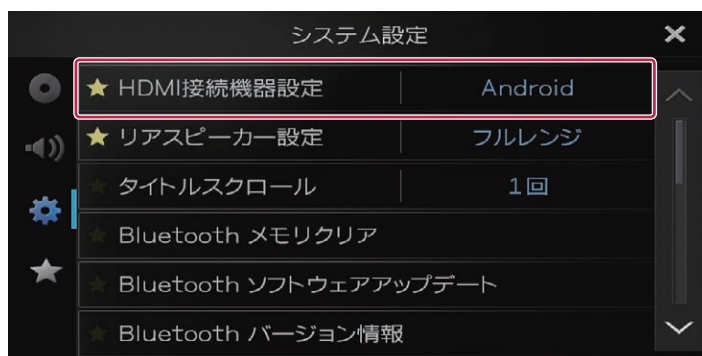 システム設定
HDMI接続機器設定 Android
リアスピーカー設定 フルレンジ
タイトルスクロール 1回
Bluetooth メモリクリア
Bluetooth ソフトウェアアップデート
Bluetooth バージョン情報